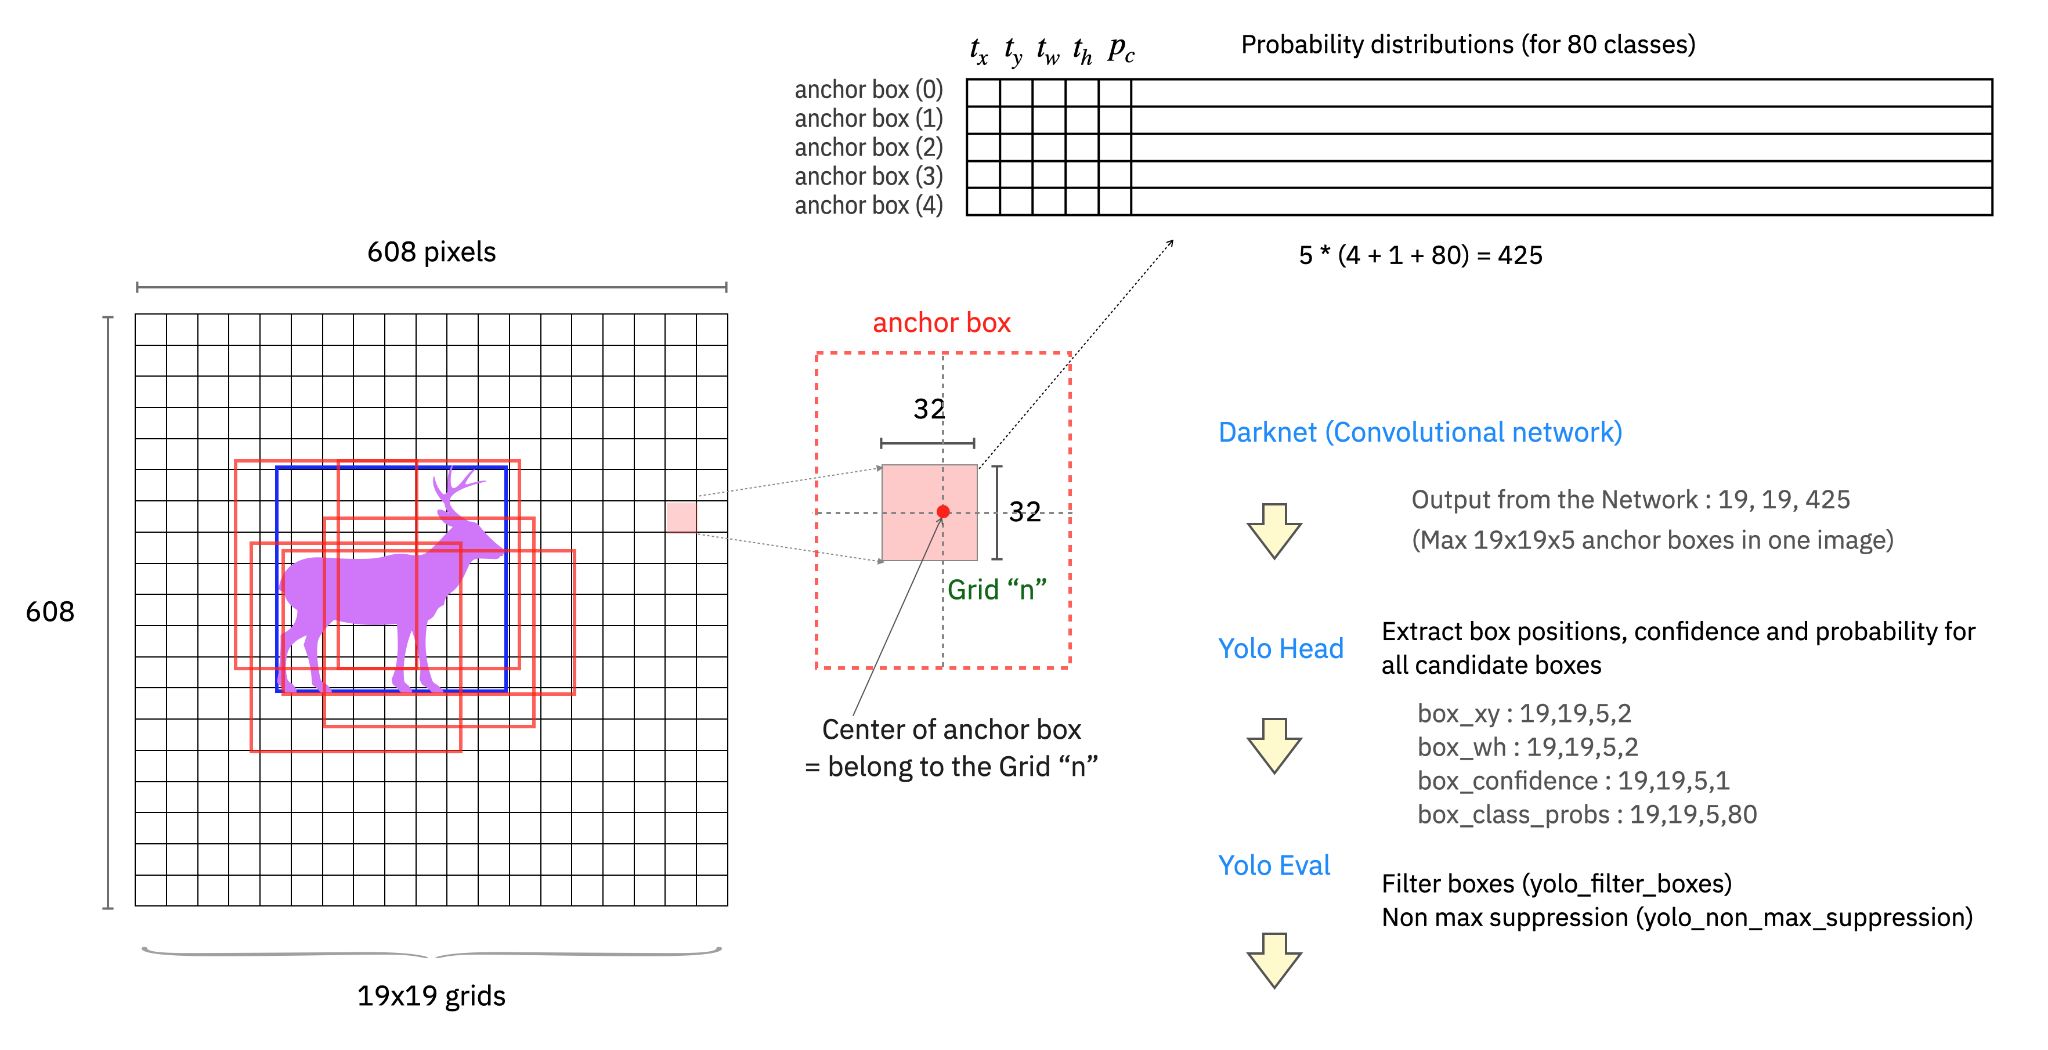 t_x t_y t_w t_h p_c Probability distributions (for 80 classes)
anchor box (0)
anchor box (1)
anchor box (2)
anchor box (3)
anchor box (4)
5 * (4 + 1 + 80) = 425
608 pixels
608
19x19 grids
anchor box
32
32
Grid “n”
Center of anchor box
= belong to the Grid “n”
Darknet (Convolutional network)
Output from the Network : 19, 19, 425
(Max 19x19x5 anchor boxes in one image)
Yolo Head
Extract box positions, confidence and probability for
all candidate boxes
box_xy : 19,19,5,2
box_wh : 19,19,5,2
box_confidence : 19,19,5,1
box_class_probs : 19,19,5,80
Yolo Eval
Filter boxes (yolo_filter_boxes)
Non max suppression (yolo_non_max_suppression)